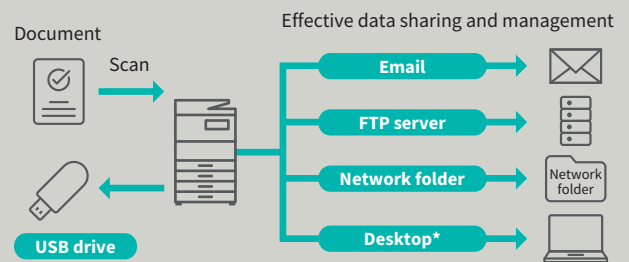 Effective data sharing and management
Document
Scan
Email
FTP server
Network folder
Network
folder
Desktop*
USB drive